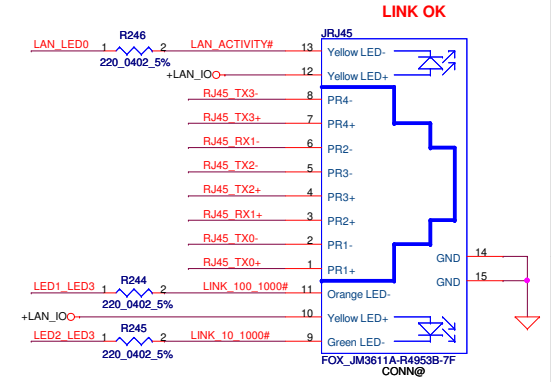 LINK OK
R246
JRJ45
LAN_LED0 1 2 LAN_ACTIVITY# 13 Yellow LED-
220_0402_5%
+LAN_IO 12 Yellow LED+
RJ45_TX3- 8 PR4-
RJ45_TX3+ 7 PR4+
RJ45_RX1- 6 PR2-
RJ45_TX2- 5 PR3-
RJ45_TX2+ 4 PR3+
RJ45_RX1+ 3 PR2+
RJ45_TX0- 2 PR1-
GND 14
RJ45_TX0+ 1 PR1+
GND 15
R244
LED1_LED3 1 2 LINK_100_1000# 11 Orange LED-
220_0402_5%
+LAN_IO 10 Yellow LED+
R245
LED2_LED3 1 2 LINK_10_1000# 9 Green LED-
220_0402_5%
FOX_JM3611A-R4953B-7F
CONN@